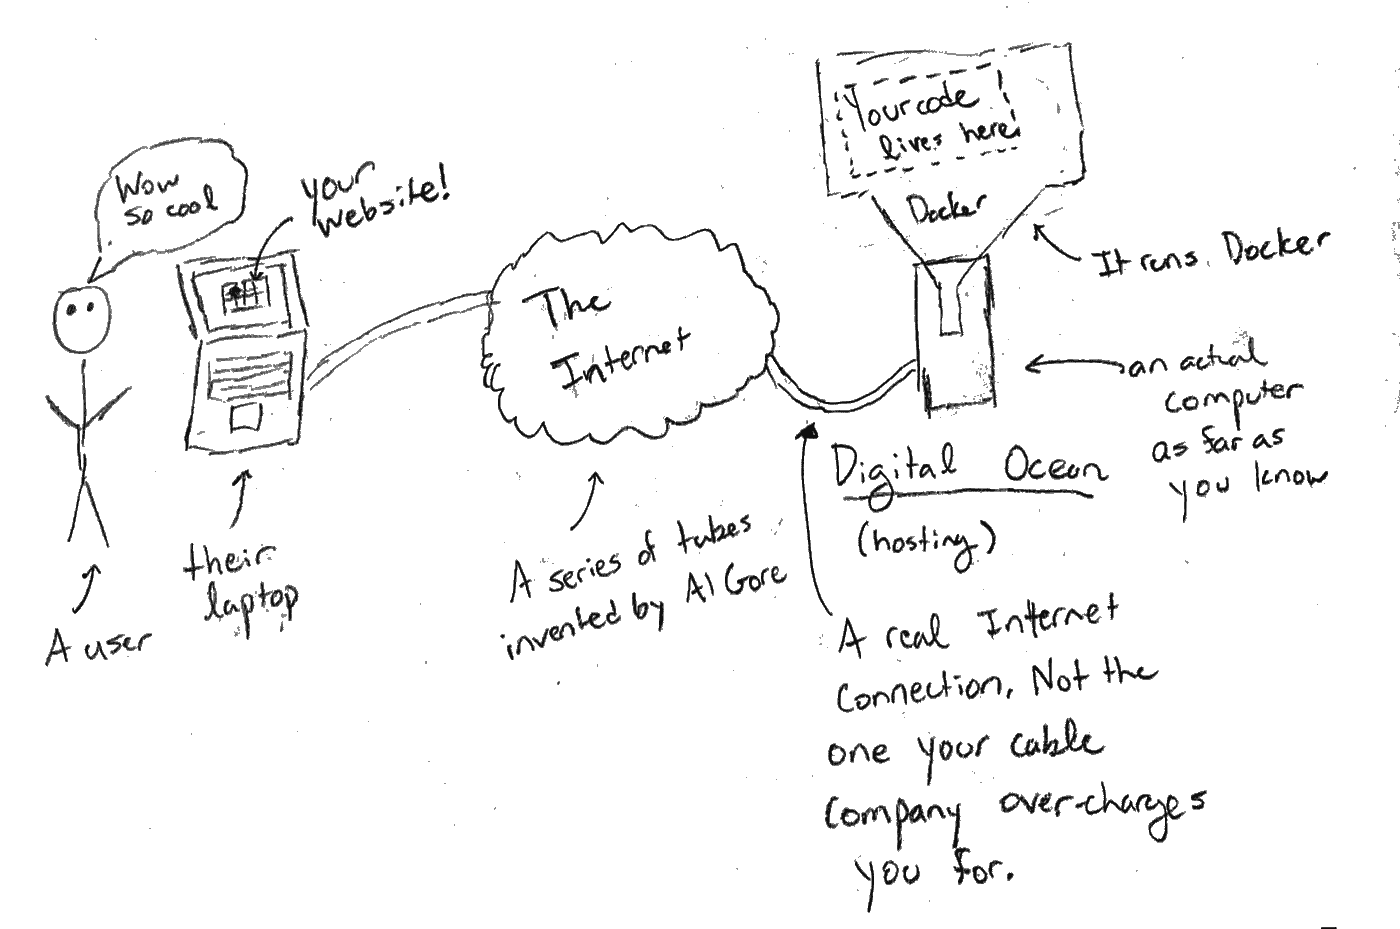 Wow
so cool
your
website!
The
Internet
Your code
lives here
Docker
It runs Docker
an actual
computer
as far as
you know
Digital Ocean
(hosting)
A user
their
laptop
A series of tubes
invented by Al Gore
A real Internet
Connection, Not the
one your cable
Company over-charges
you for.